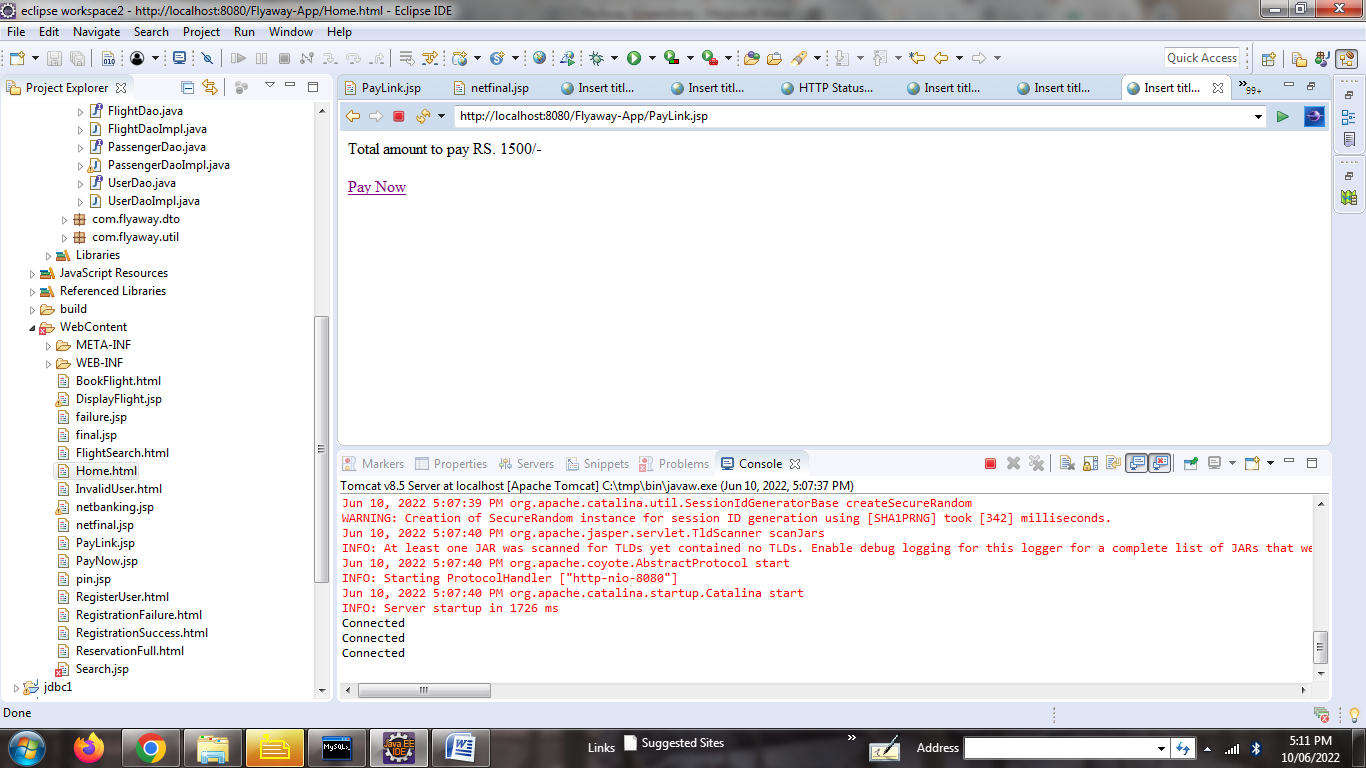 eclipse workspace2 - http://localhost:8080/Flyaway-App/Home.html - Eclipse IDE
File Edit Navigate Search Project Run Window Help
Quick Access
Project Explorer
FlightDao.java
FlightDaoImpl.java
PassengerDao.java
PassengerDaoImpl.java
UserDao.java
UserDaoImpl.java
com.flyaway.dto
com.flyaway.util
Libraries
JavaScript Resources
Referenced Libraries
build
WebContent
META-INF
WEB-INF
BookFlight.html
DisplayFlight.jsp
failure.jsp
final.jsp
FlightSearch.html
Home.html
InvalidUser.html
netbanking.jsp
netfinal.jsp
PayLink.jsp
PayNow.jsp
pin.jsp
RegisterUser.html
RegistrationFailure.html
RegistrationSuccess.html
ReservationFull.html
Search.jsp
jdbc1
PayLink.jsp netfinal.jsp Insert titl... Insert titl... HTTP Status... Insert titl... Insert titl... Insert titl... »99+
http://localhost:8080/Flyaway-App/PayLink.jsp
Total amount to pay RS. 1500/-
Pay Now
Markers Properties Servers Snippets Problems Console
Tomcat v8.5 Server at localhost [Apache Tomcat] C:\tmp\bin\javaw.exe (Jun 10, 2022, 5:07:37 PM)
Jun 10, 2022 5:07:39 PM org.apache.catalina.util.SessionIdGeneratorBase createSecureRandom
WARNING: Creation of SecureRandom instance for session ID generation using [SHA1PRNG] took [342] milliseconds.
Jun 10, 2022 5:07:40 PM org.apache.jasper.servlet.TldScanner scanJars
INFO: At least one JAR was scanned for TLDs yet contained no TLDs. Enable debug logging for this logger for a complete list of JARs that we
Jun 10, 2022 5:07:40 PM org.apache.coyote.AbstractProtocol start
INFO: Starting ProtocolHandler ["http-nio-8080"]
Jun 10, 2022 5:07:40 PM org.apache.catalina.startup.Catalina start
INFO: Server startup in 1726 ms
Connected
Connected
Connected
Done
Links Suggested Sites » Address
MySQL
Java EE
IDE
5:11 PM
10/06/2022